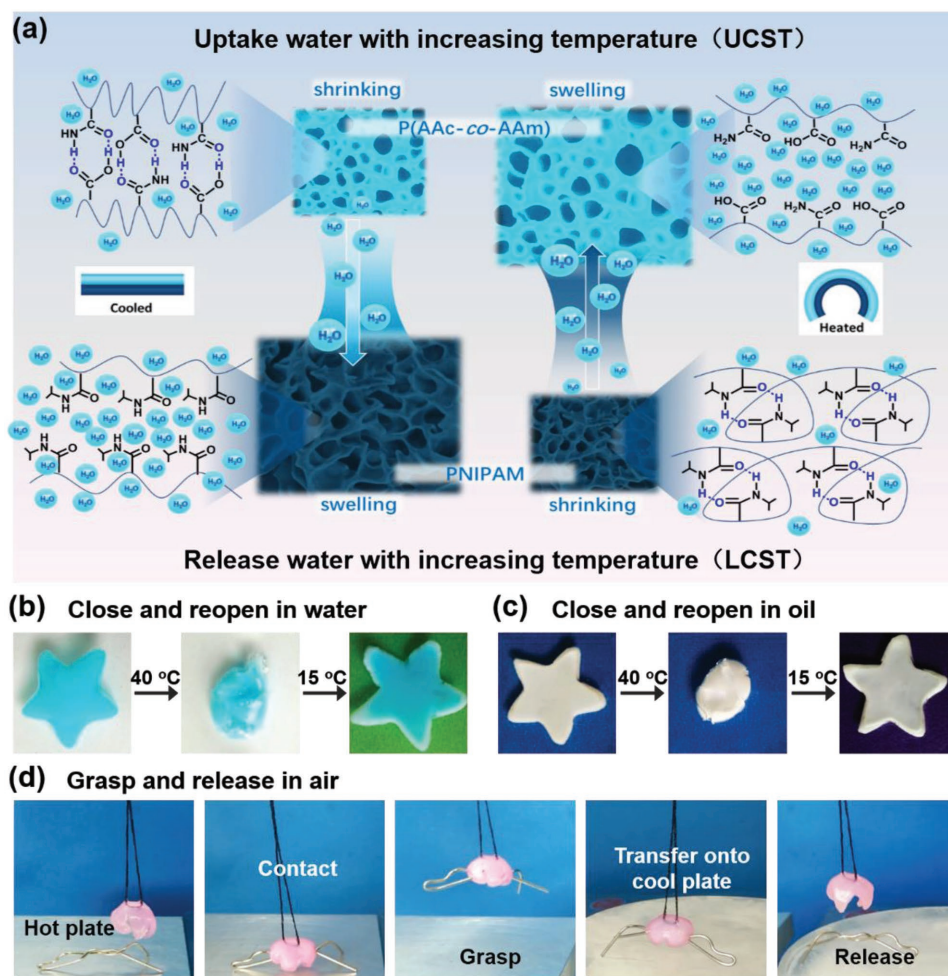 (a)
Uptake water with increasing temperature（UCST）
shrinking
swelling
P(AAc-co-AAm)
H₂O
Cooled
Heated
PNIPAM
swelling
shrinking
Release water with increasing temperature（LCST）
(b) Close and reopen in water
40 °C
15 °C
(c) Close and reopen in oil
40 °C
15 °C
(d) Grasp and release in air
Hot plate
Contact
Grasp
Transfer onto
cool plate
Release